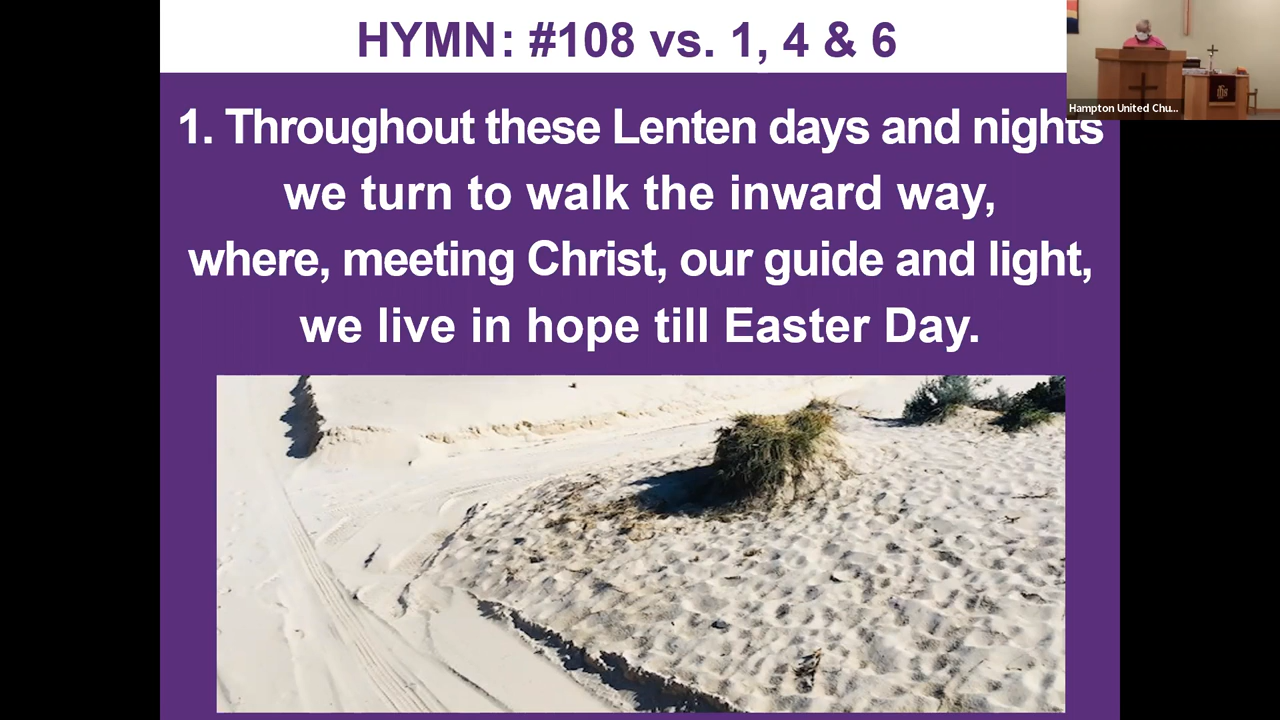 HYMN: #108 vs. 1, 4 & 6
1. Throughout these Lenten days and nights
we turn to walk the inward way,
where, meeting Christ, our guide and light,
we live in hope till Easter Day.
Hampton United Chu...